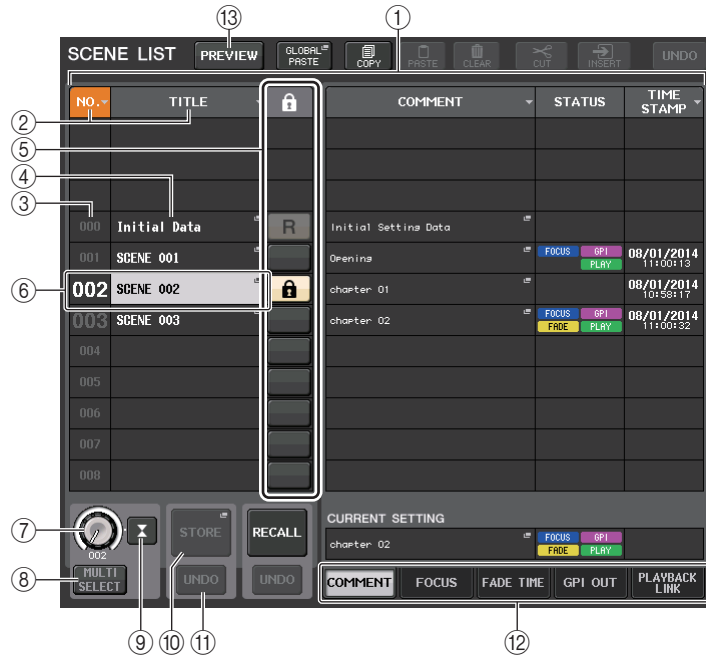 ⑬ ①
SCENE LIST PREVIEW GLOBAL PASTE COPY PASTE CLEAR CUT INSERT UNDO
NO. TITLE COMMENT STATUS TIME STAMP
②
⑤
④
③
000 Initial Data R Initial Setting Data
001 SCENE 001 Opening FOCUS GPI PLAY 08/01/2014 11:00:13
⑥ 002 SCENE 002 chapter 01 08/01/2014 10:58:17
003 SCENE 003 chapter 02 FOCUS GPI FADE PLAY 08/01/2014 11:00:32
004
005
006
007
008
CURRENT SETTING
⑦ STORE RECALL chapter 02 FOCUS GPI FADE PLAY
002
⑧ MULTI SELECT UNDO UNDO COMMENT FOCUS FADE TIME GPI OUT PLAYBACK LINK
⑨ ⑩ ⑪ ⑫